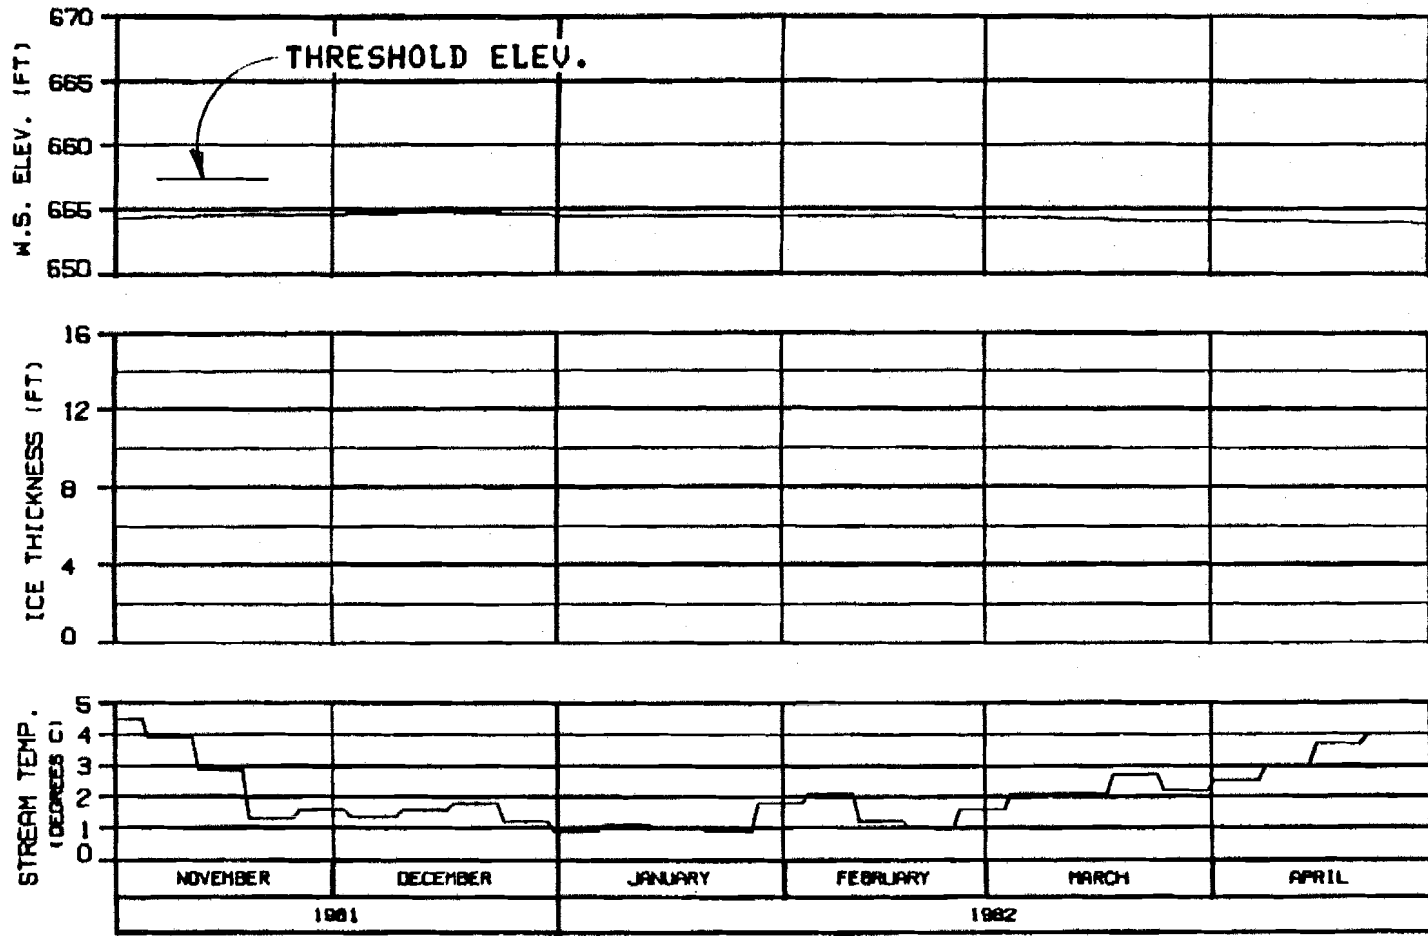 670
THRESHOLD ELEV.
665
660
655
650
W.S. ELEV. (FT)
16
12
8
4
0
ICE THICKNESS (FT)
5
4
3
2
1
0
STREAM TEMP.
(DEGREES C)
NOVEMBER DECEMBER JANUARY FEBRUARY MARCH APRIL
1981 1982